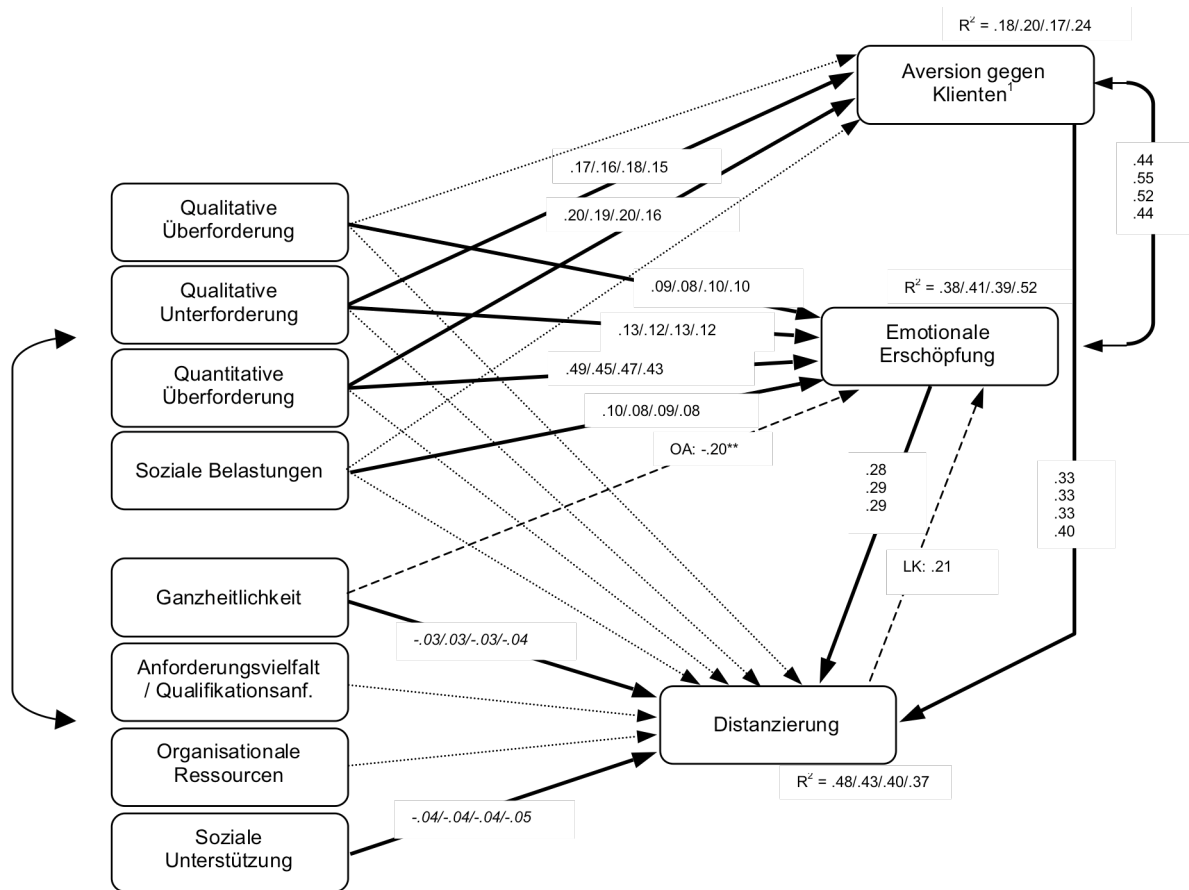 R² = .18/.20/.17/.24
Aversion gegen
Klienten¹
.44
.55
.52
.44
.17/.16/.18/.15
.20/.19/.20/.16
Qualitative
Überforderung
Qualitative
Unterforderung
Quantitative
Überforderung
Soziale Belastungen
.09/.08/.10/.10
.13/.12/.13/.12
.49/.45/.47/.43
.10/.08/.09/.08
OA: -.20**
R² = .38/.41/.39/.52
Emotionale
Erschöpfung
.28
.29
.29
.33
.33
.33
.40
LK: .21
Ganzheitlichkeit
Anforderungsvielfalt
/ Qualifikationsanf.
Organisationale
Ressourcen
Soziale
Unterstützung
-.03/.03/-.03/-.04
-.04/-.04/-.04/-.05
Distanzierung
R² = .48/.43/.40/.37